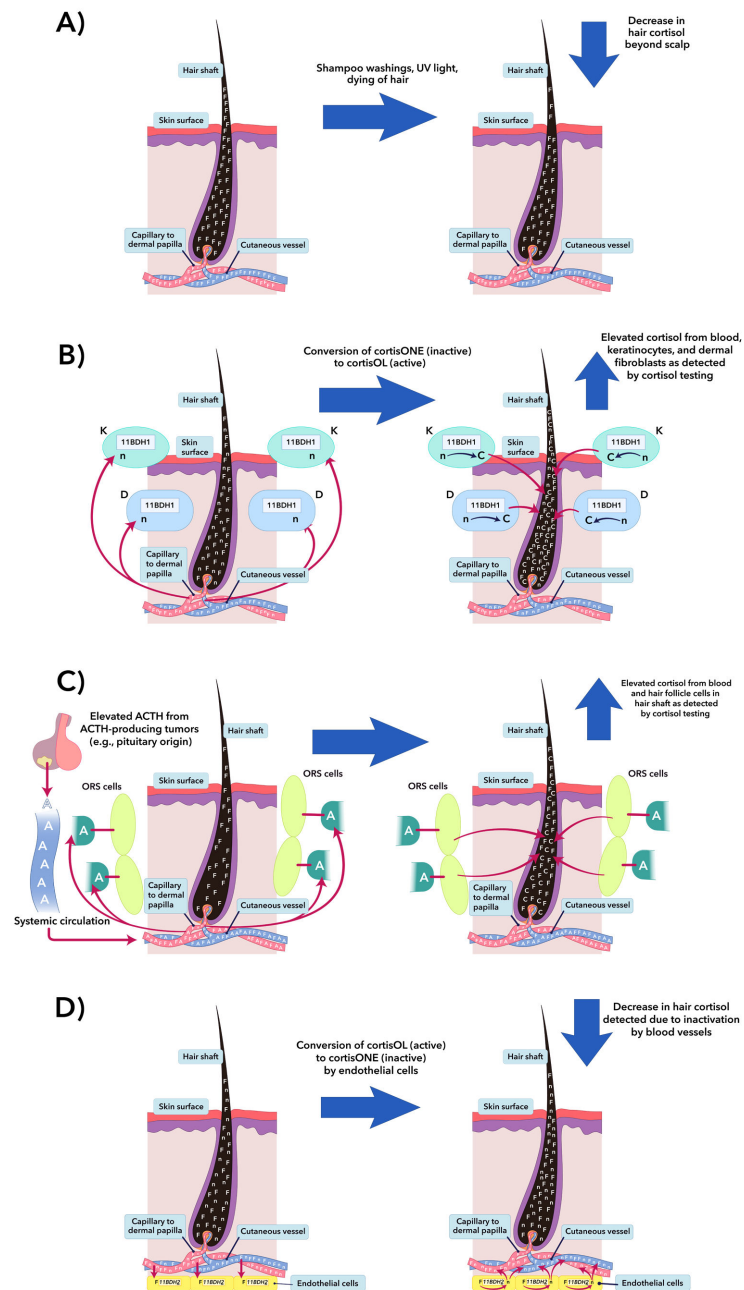 A)
Hair shaft
Shampoo washings, UV light,
dying of hair
Hair shaft
Decrease in
hair cortisol
beyond scalp
Skin surface
Skin surface
Capillary to
dermal papilla
Cutaneous vessel
Capillary to
dermal papilla
Cutaneous vessel
B)
Conversion of cortisONE (inactive)
to cortisOL (active)
Elevated cortisol from blood,
keratinocytes, and dermal
fibroblasts as detected
by cortisol testing
Hair shaft
Hair shaft
K
11BDH1
n
Skin
surface
K
11BDH1
n
K
11BDH1
n C
Skin
surface
K
11BDH1
C n
D
11BDH1
n
D
11BDH1
n
D
11BDH1
n C
D
11BDH1
C n
Capillary
to dermal
papilla
Cutaneous vessel
Capillary to
dermal papilla
Cutaneous vessel
C)
Elevated ACTH from
ACTH-producing tumors
(e.g., pituitary origin)
Hair shaft
Hair shaft
Elevated cortisol from blood
and hair follicle cells in
hair shaft as detected
by cortisol testing
ORS cells
Skin surface
ORS cells
ORS cells
Skin surface
ORS cells
A
A
A
A
A
A
A
A
A
A
A
A
A
Systemic circulation
Capillary
to dermal
papilla
Cutaneous vessel
Capillary to
dermal papilla
Cutaneous vessel
D)
Conversion of cortisOL (active)
to cortisONE (inactive)
by endothelial cells
Decrease in hair cortisol
detected due to inactivation
by blood vessels
Hair shaft
Hair shaft
Skin surface
Skin surface
Capillary to
dermal papilla
Cutaneous vessel
Capillary to
dermal papilla
Cutaneous vessel
F 11BDH2 F 11BDH2 F 11BDH2
Endothelial cells
F 11BDH2 n F 11BDH2 n F 11BDH2 n
Endothelial cells